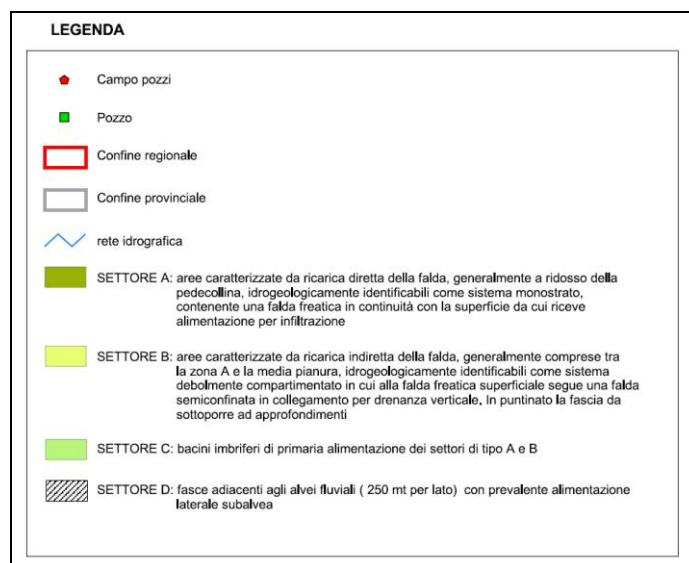 LEGENDA
Campo pozzi
Pozzo
Confine regionale
Confine provinciale
rete idrografica
SETTORE A: aree caratterizzate da ricarica diretta della falda, generalmente a ridosso della
pedecollina, idrogeologicamente identificabili come sistema monostrato,
contenente una falda freatica in continuità con la superficie da cui riceve
alimentazione per infiltrazione
SETTORE B: aree caratterizzate da ricarica indiretta della falda, generalmente comprese tra
la zona A e la media pianura, idrogeologicamente identificabili come sistema
debolmente compartimentato in cui alla falda freatica superficiale segue una falda
semiconfinata in collegamento per drenanza verticale. In puntinato la fascia da
sottoporre ad approfondimenti
SETTORE C: bacini imbriferi di primaria alimentazione dei settori di tipo A e B
SETTORE D: fasce adiacenti agli alvei fluviali ( 250 mt per lato) con prevalente alimentazione
laterale subalvea